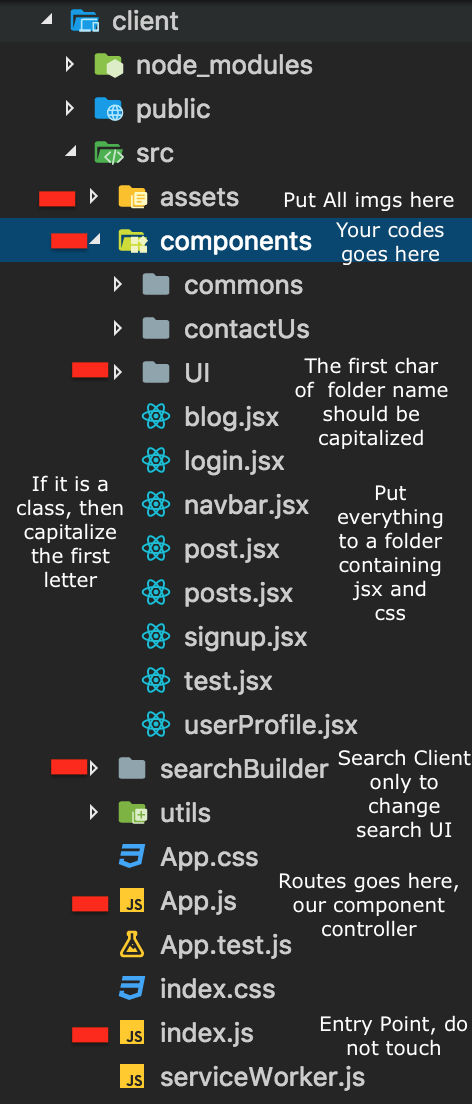 client
node_modules
public
src
assets
Put All imgs here
components
Your codes
goes here
commons
contactUs
UI
The first char
of folder name
should be
capitalized
blog.jsx
login.jsx
If it is a
class, then
capitalize
the first
letter
navbar.jsx
post.jsx
posts.jsx
Put
everything
to a folder
containing
jsx and
css
signup.jsx
test.jsx
userProfile.jsx
searchBuilder
Search Client
only to
change
search UI
utils
App.css
App.js
Routes goes here,
our component
controller
App.test.js
index.css
index.js
Entry Point, do
not touch
serviceWorker.js